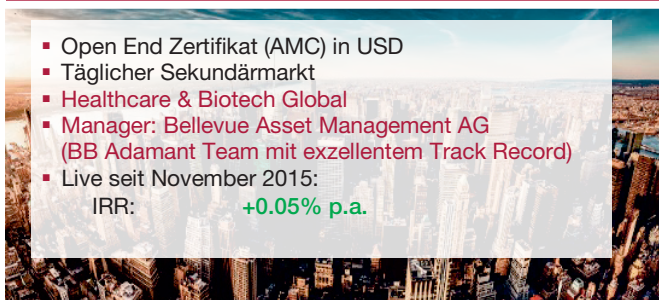 ▪ Open End Zertifikat (AMC) in USD
▪ Täglicher Sekundärmarkt
▪ Healthcare & Biotech Global
▪ Manager: Bellevue Asset Management AG
(BB Adamant Team mit exzellentem Track Record)
▪ Live seit November 2015:
IRR: +0.05% p.a.